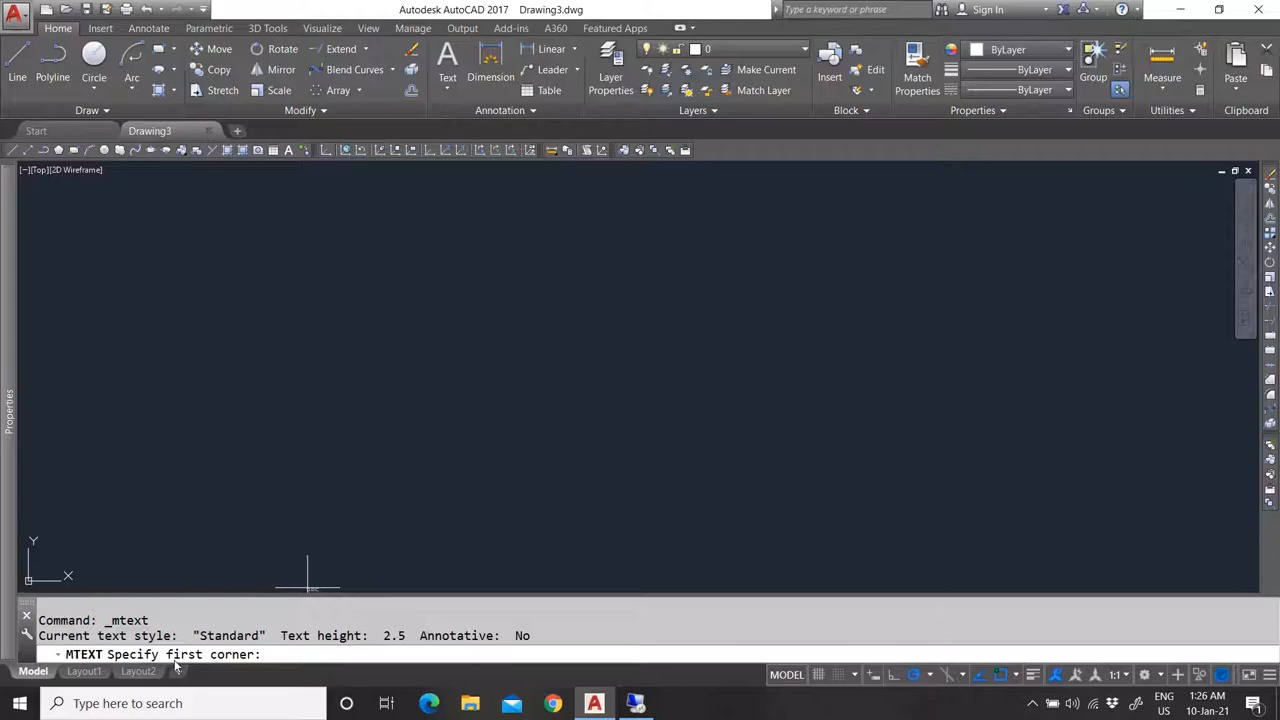 Autodesk AutoCAD 2017 Drawing3.dwg
Type a keyword or phrase
Sign In
Home Insert Annotate Parametric 3D Tools Visualize View Manage Output Add-ins A360 Featured Apps
Line Polyline Circle Arc
Move Rotate Extend
Copy Mirror Blend Curves
Stretch Scale Array
Text Dimension
Linear
Leader
Table
Layer Properties
0
Make Current
Match Layer
Insert
Edit
Match Properties
ByLayer
ByLayer
ByLayer
Group
Measure
Paste
Draw Modify Annotation Layers Block Properties Groups Utilities Clipboard
Start Drawing3
[−][Top][2D Wireframe]
Properties
Y
X
Command: _mtext
Current text style: "Standard" Text height: 2.5 Annotative: No
MTEXT Specify first corner:
Model Layout1 Layout2
MODEL
1:1
Type here to search
ENG
US
1:26 AM
10-Jan-21